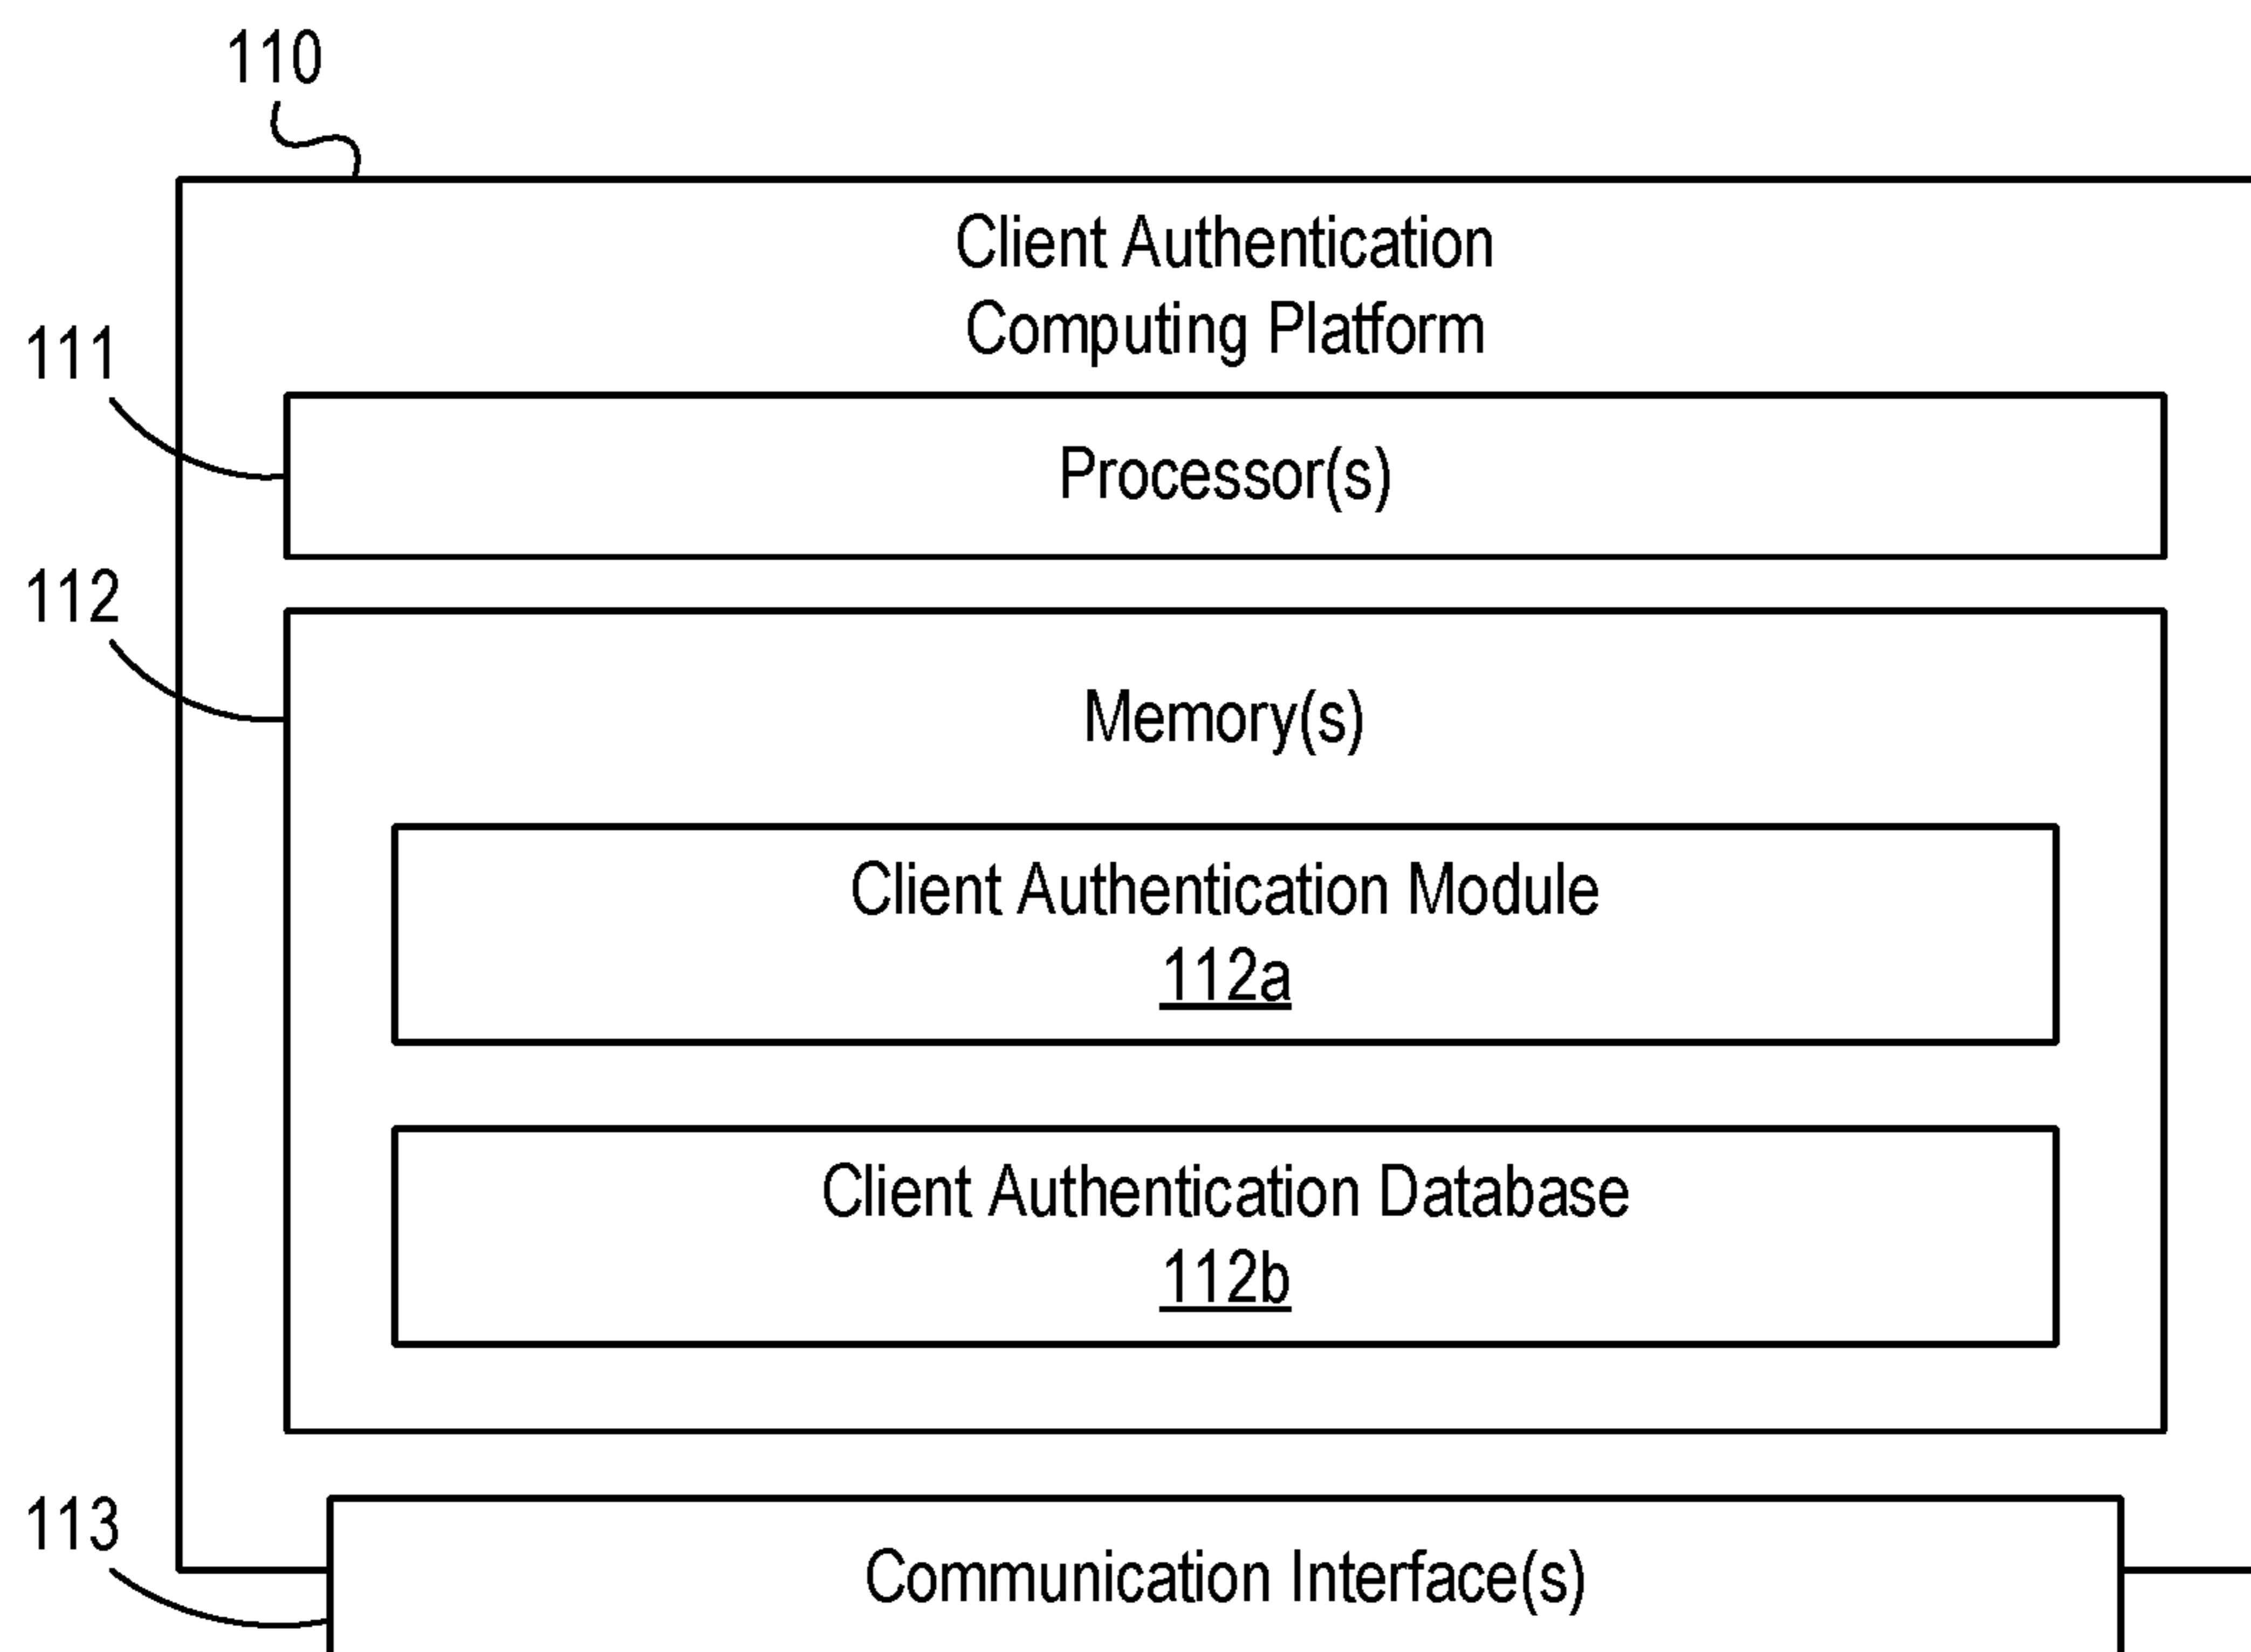 110
Client Authentication
Computing Platform
111
Processor(s)
112
Memory(s)
Client Authentication Module
112a
Client Authentication Database
112b
113
Communication Interface(s)